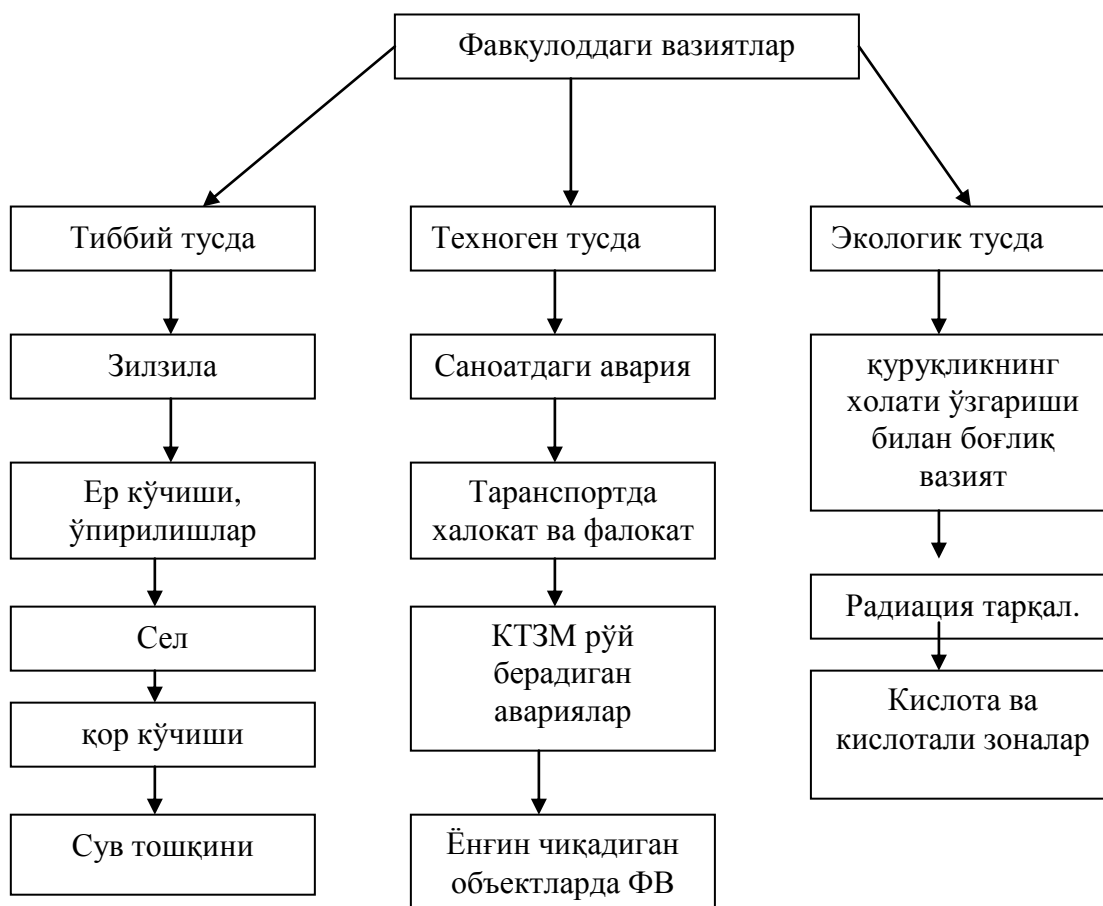 Фавқулоддаги вазиятлар
Тиббий тусда
Техноген тусда
Экологик тусда
Зилзила
Саноатдаги авария
қуруқликнинг
холати ўзгариши
билан боғлиқ
вазият
Ер кўчиши,
ўпирилишлар
Таранспортда
халокат ва фалокат
Радиация тарқал.
Сел
КТЗМ рўй
берадиган
авариялар
Кислота ва
кислотали зоналар
қор кўчиши
Сув тошқини
Ёнғин чиқадиган
объектларда ФВ